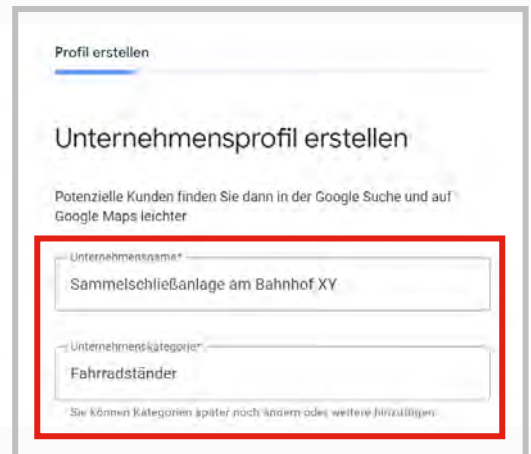 Profil erstellen
Unternehmensprofil erstellen
Potenzielle Kunden finden Sie dann in der Google Suche und auf
Google Maps leichter
Unternehmensname*
Sammelschließanlage am Bahnhof XY
Unternehmenskategorie*
Fahrradständer
Sie können Kategorien später noch ändern oder weitere hinzufügen